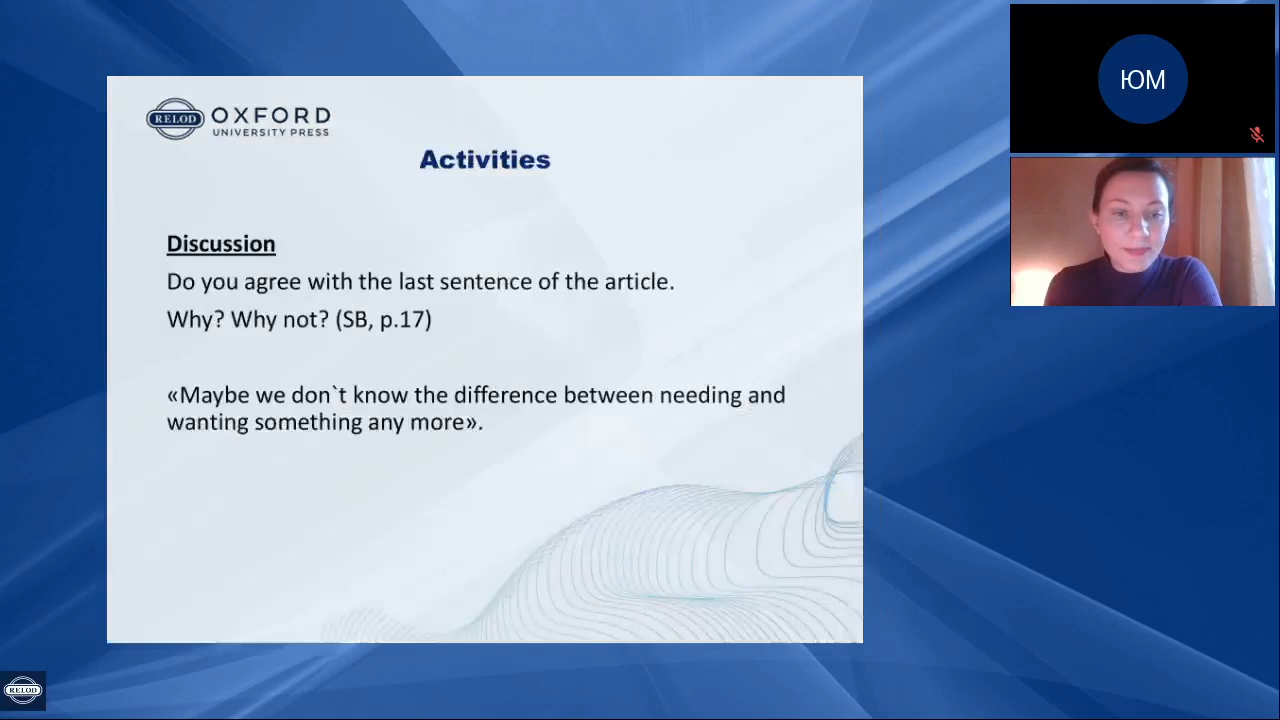 RELOD
OXFORD
UNIVERSITY PRESS
Activities
Discussion
Do you agree with the last sentence of the article.
Why? Why not? (SB, p.17)
«Maybe we don`t know the difference between needing and
wanting something any more».
ЮМ
RELOD